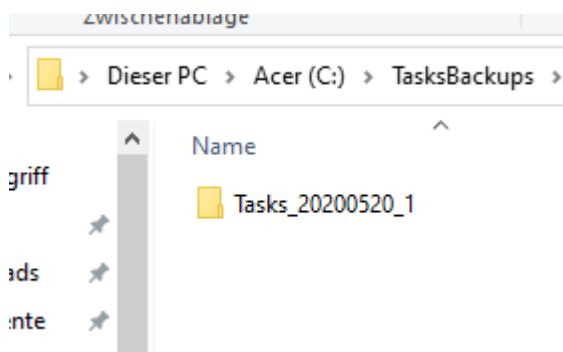 Zwischenablage
Dieser PC > Acer (C:) > TasksBackups >
Name
griff
Tasks_20200520_1
ads
ente